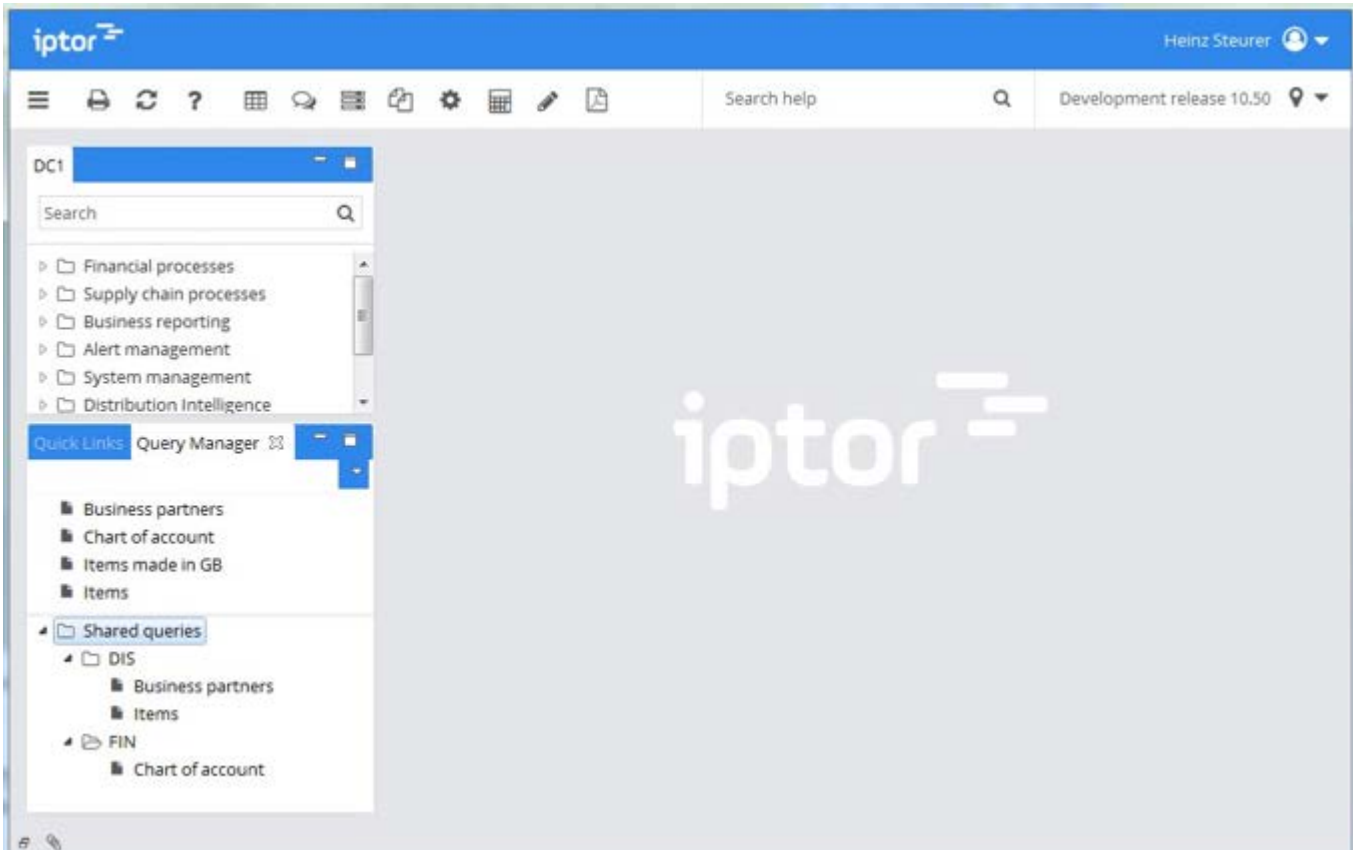 iptor
Heinz Steurer
?
Search help
Development release 10.50
DC1
Search
Financial processes
Supply chain processes
Business reporting
Alert management
System management
Distribution Intelligence
Quick Links Query Manager
Business partners
Chart of account
Items made in GB
Items
Shared queries
DIS
Business partners
Items
FIN
Chart of account
iptor